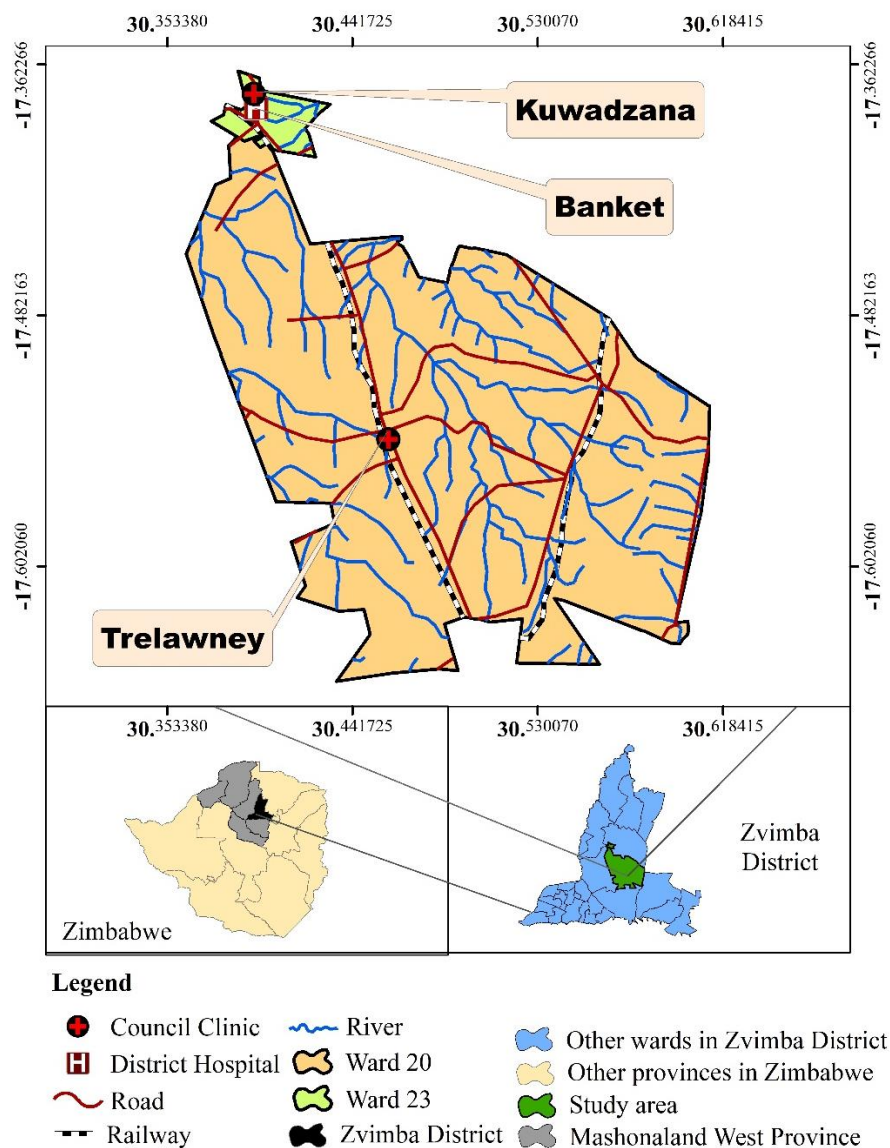 30.353380 30.441725 30.530070 30.618415
-17.362266
-17.362266
Kuwadzana
Banket
-17.482163
-17.482163
-17.602060
-17.602060
Trelawney
30.353380 30.441725 30.530070 30.618415
Zvimba
District
Zimbabwe
Legend
Council Clinic
H District Hospital
Road
Railway
River
Ward 20
Ward 23
Zvimba District
Other wards in Zvimba District
Other provinces in Zimbabwe
Study area
Mashonaland West Province